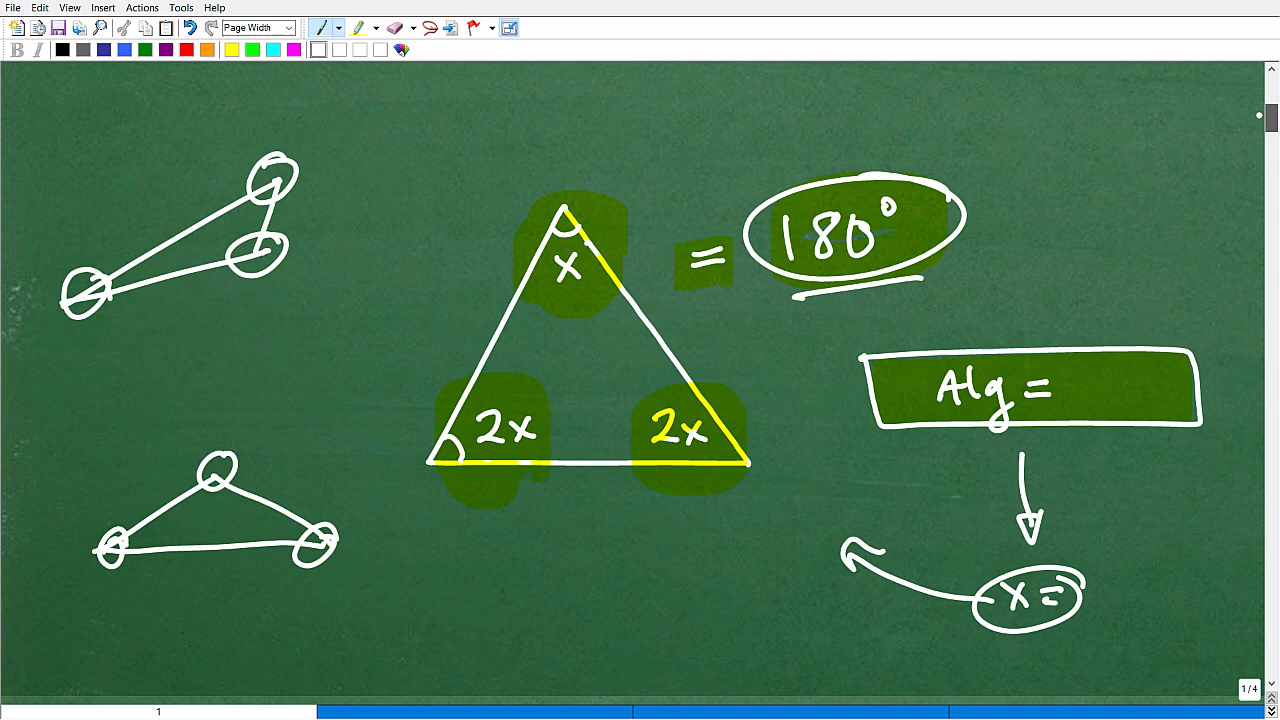 File Edit View Insert Actions Tools Help
Page Width
B I
x = 180°
2x 2x
Alg =
x =
1/4
1